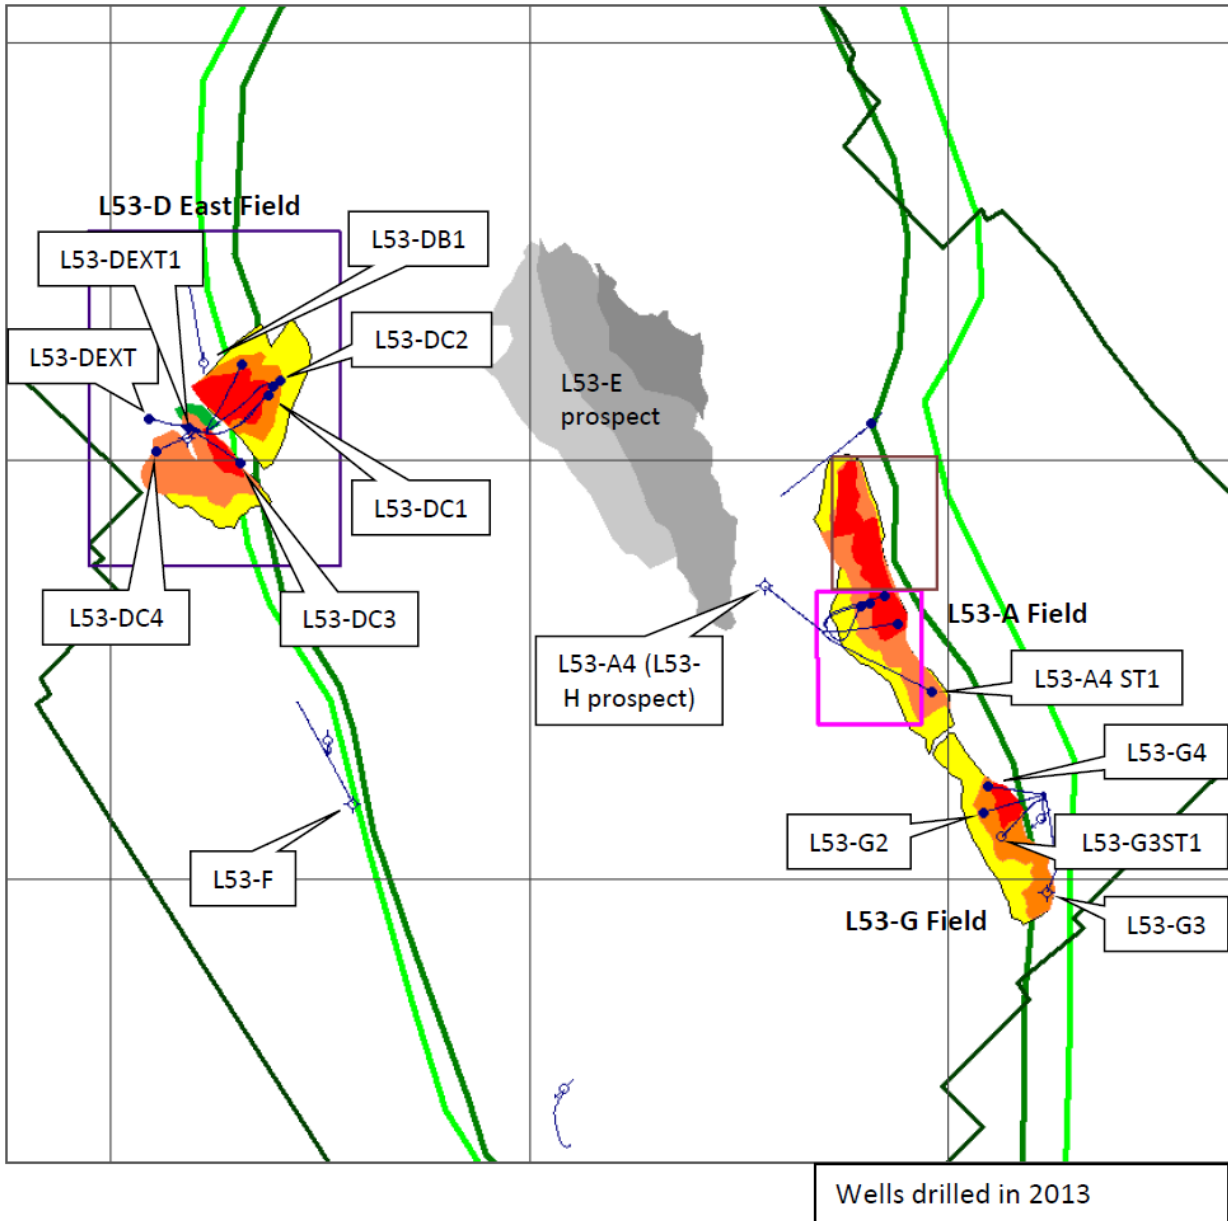 L53-D East Field
L53-DB1
L53-DEXT1
L53-DC2
L53-DEXT
L53-E
prospect
L53-DC1
L53-DC4
L53-DC3
L53-A Field
L53-A4 (L53-
H prospect)
L53-A4 ST1
L53-G4
L53-G2
L53-G3ST1
L53-F
L53-G Field
L53-G3
Wells drilled in 2013